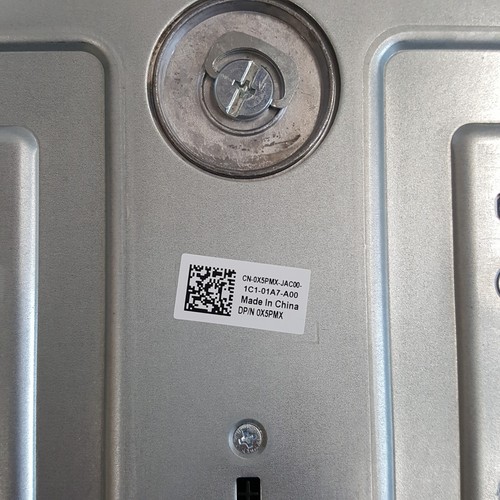 CN-0X5PMX-JAC00-
1C1-01A7-A00
Made In China
DP/N 0X5PMX